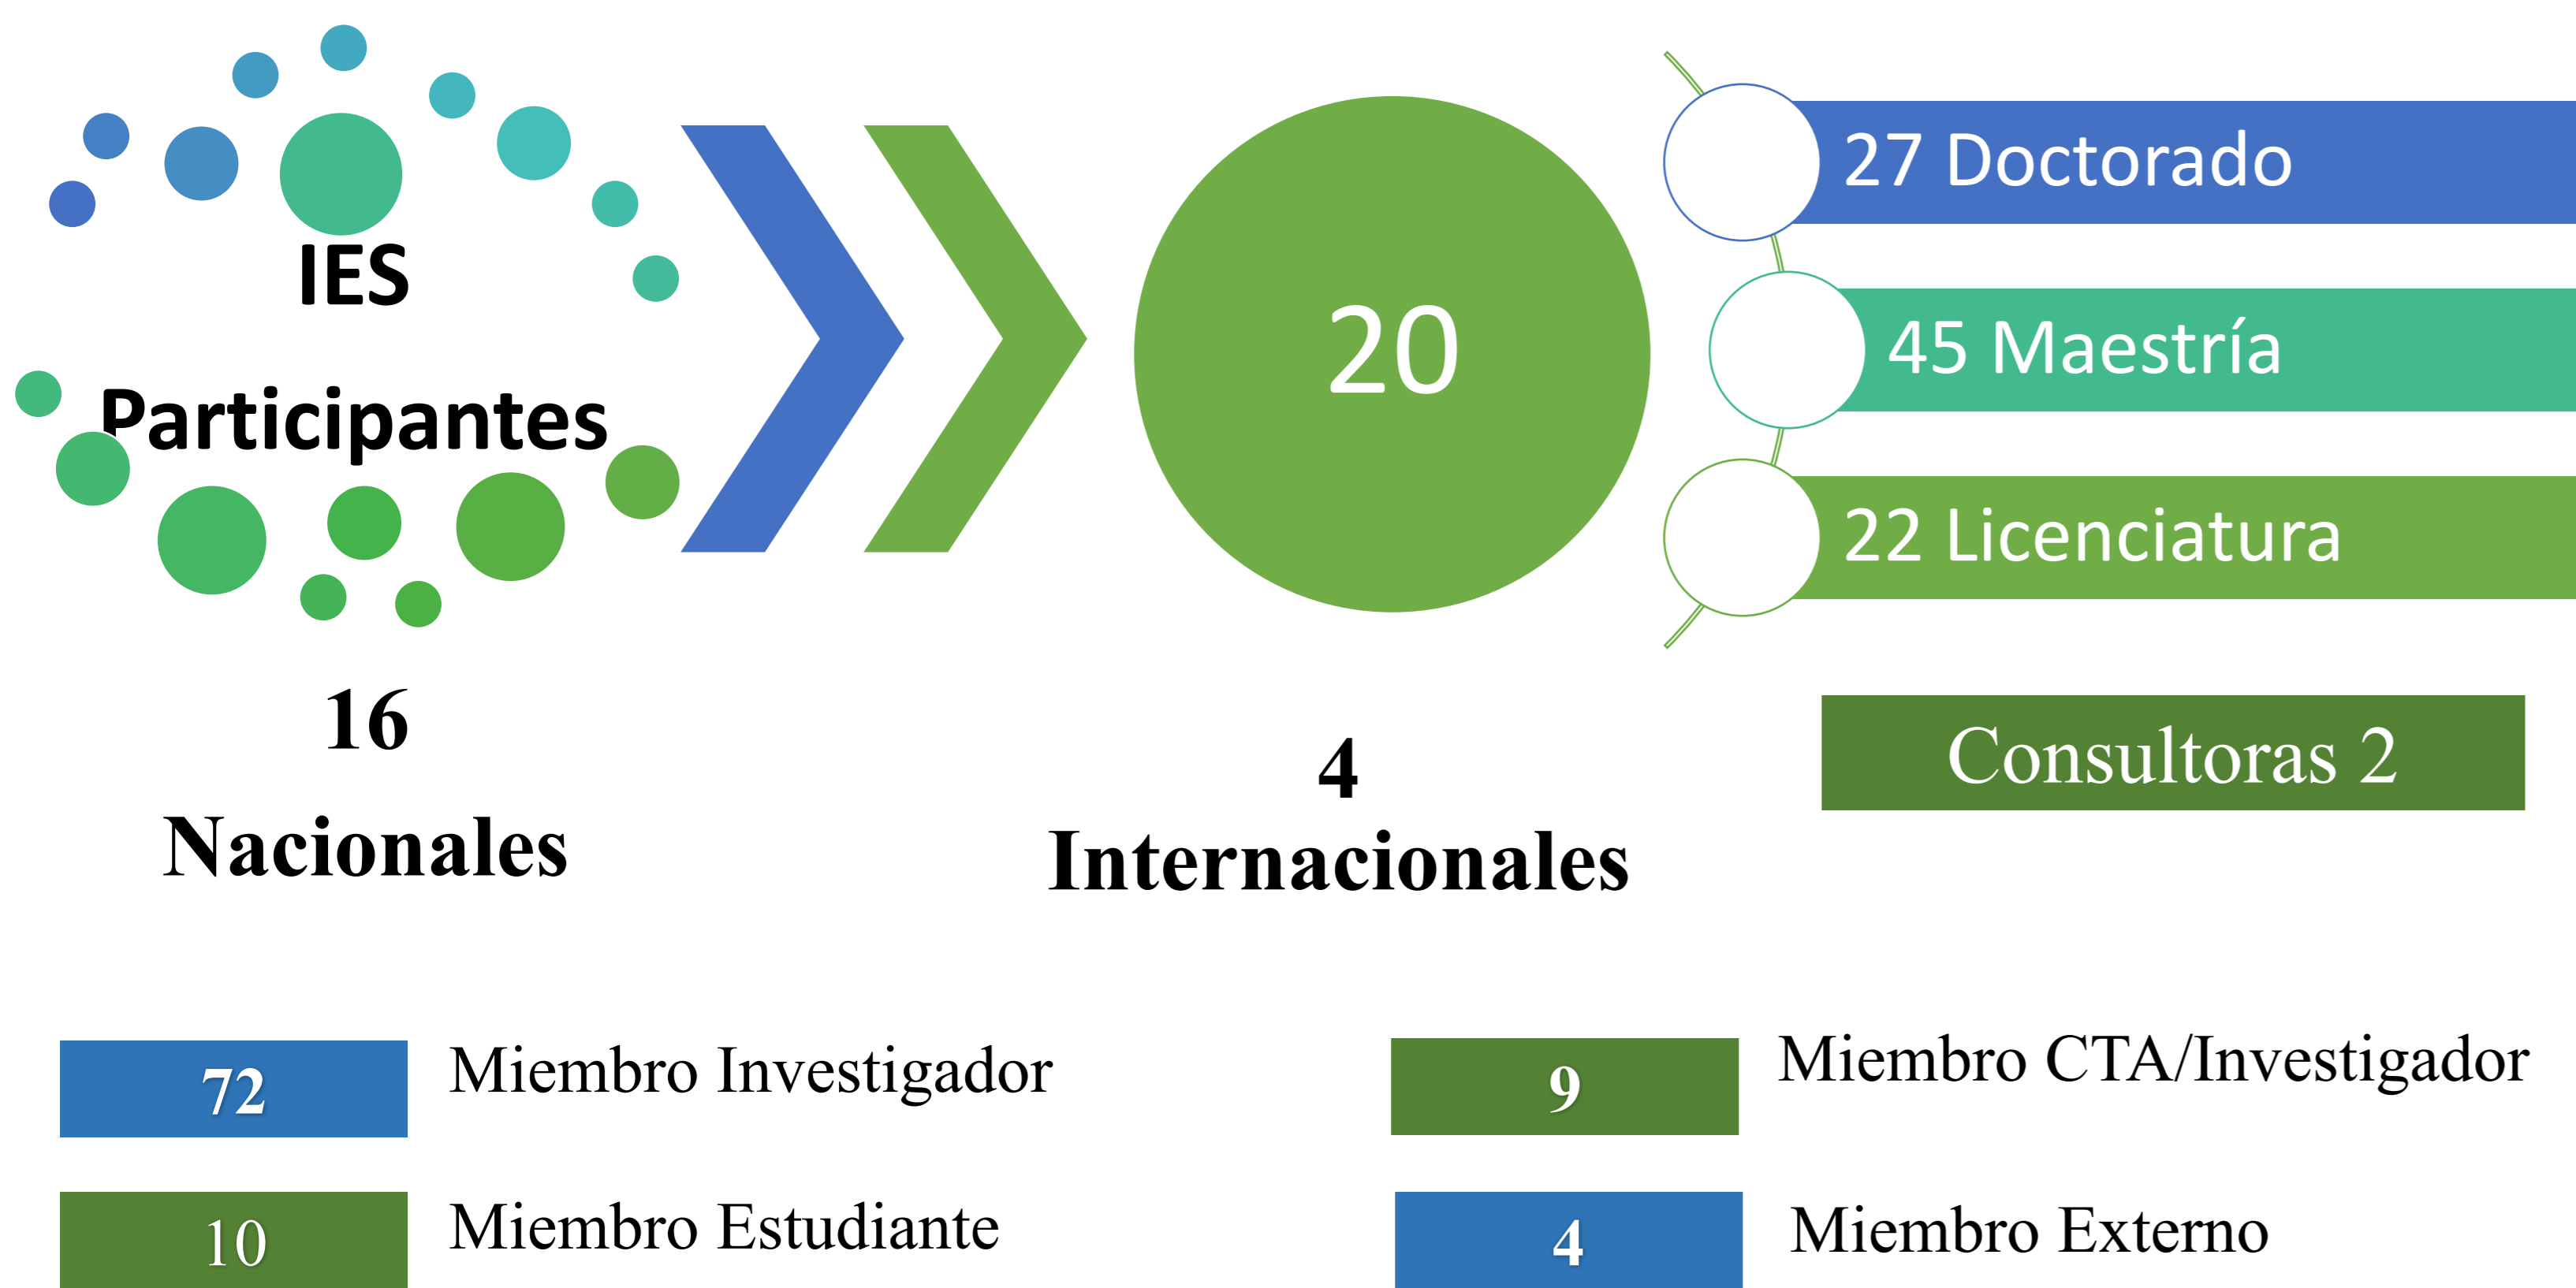 IES
Participantes
20
27 Doctorado
45 Maestría
22 Licenciatura
16
Nacionales
4
Internacionales
Consultoras 2
72
Miembro Investigador
9
Miembro CTA/Investigador
10
Miembro Estudiante
4
Miembro Externo